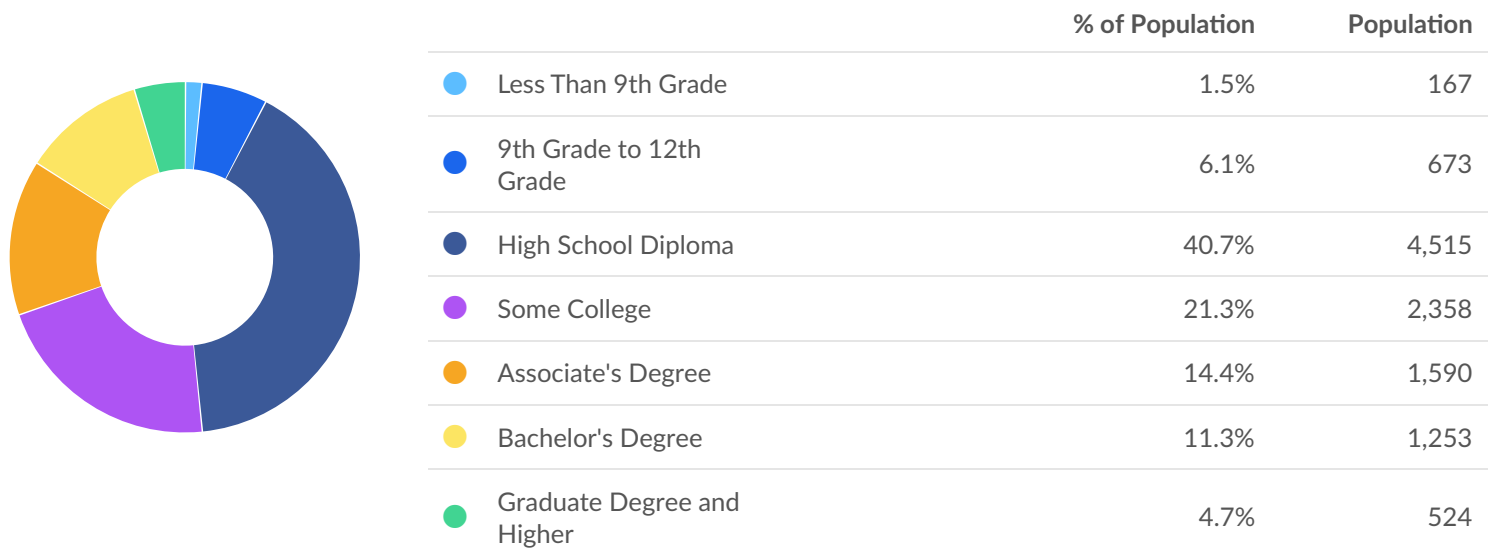 % of Population Population
Less Than 9th Grade 1.5% 167
9th Grade to 12th
Grade 6.1% 673
High School Diploma 40.7% 4,515
Some College 21.3% 2,358
Associate's Degree 14.4% 1,590
Bachelor's Degree 11.3% 1,253
Graduate Degree and
Higher 4.7% 524